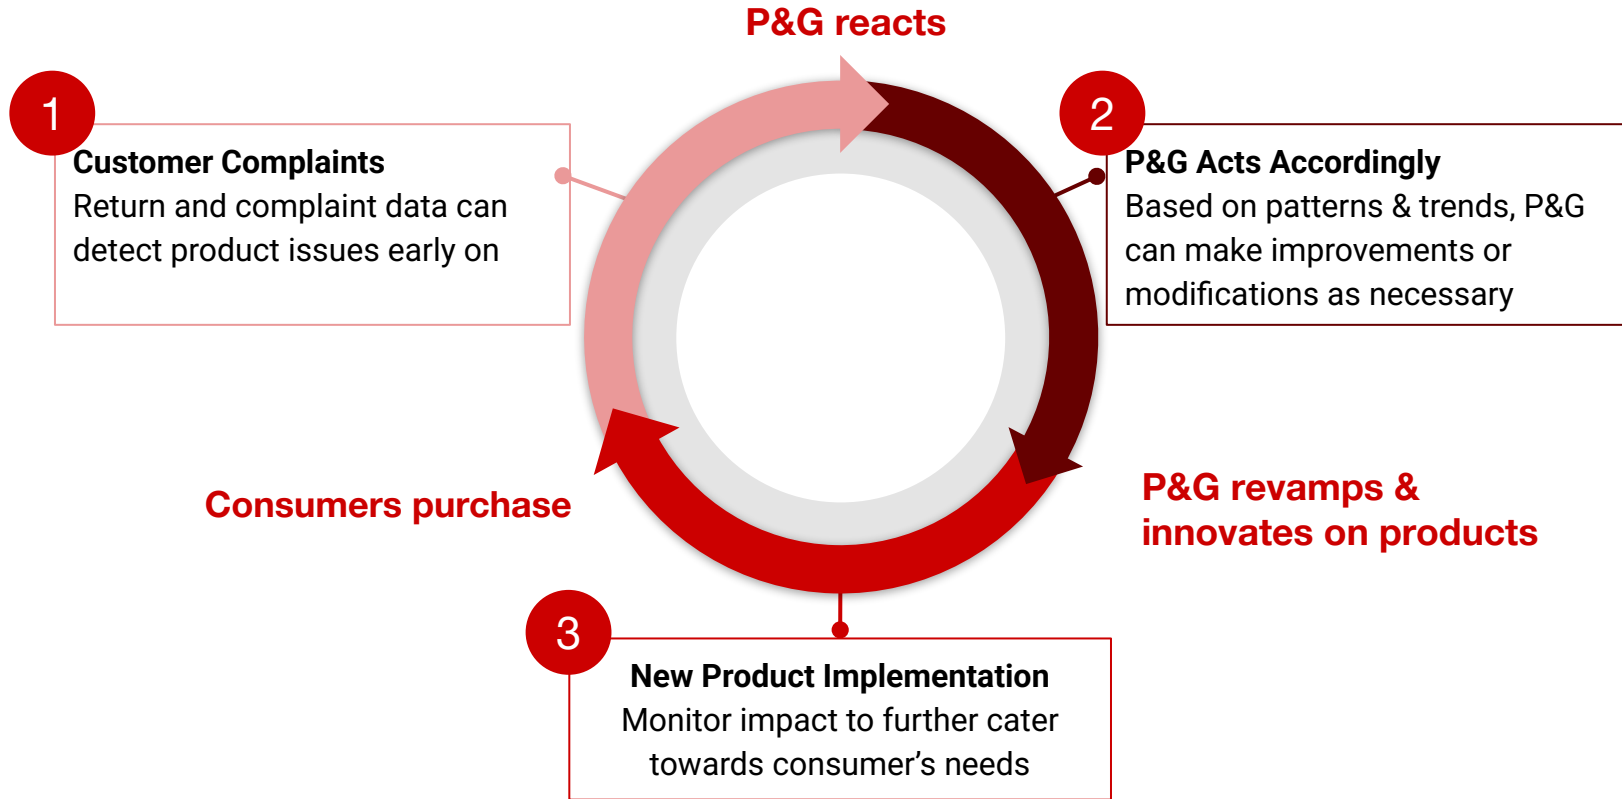 P&G reacts
1
Customer Complaints
Return and complaint data can
detect product issues early on
2
P&G Acts Accordingly
Based on patterns & trends, P&G
can make improvements or
modifications as necessary
Consumers purchase
P&G revamps &
innovates on products
3
New Product Implementation
Monitor impact to further cater
towards consumer’s needs